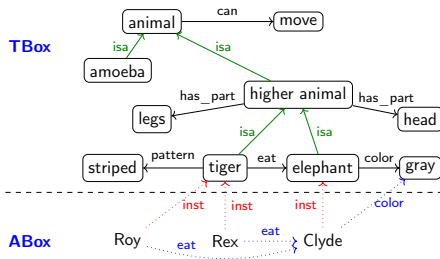 animal
can
move
TBox
isa
isa
amoeba
has_part
higher animal
has_part
legs
head
isa
isa
striped
pattern
tiger
eat
elephant
color
gray
inst
inst
inst
color
ABox
Roy
Rex
eat
Clyde
eat